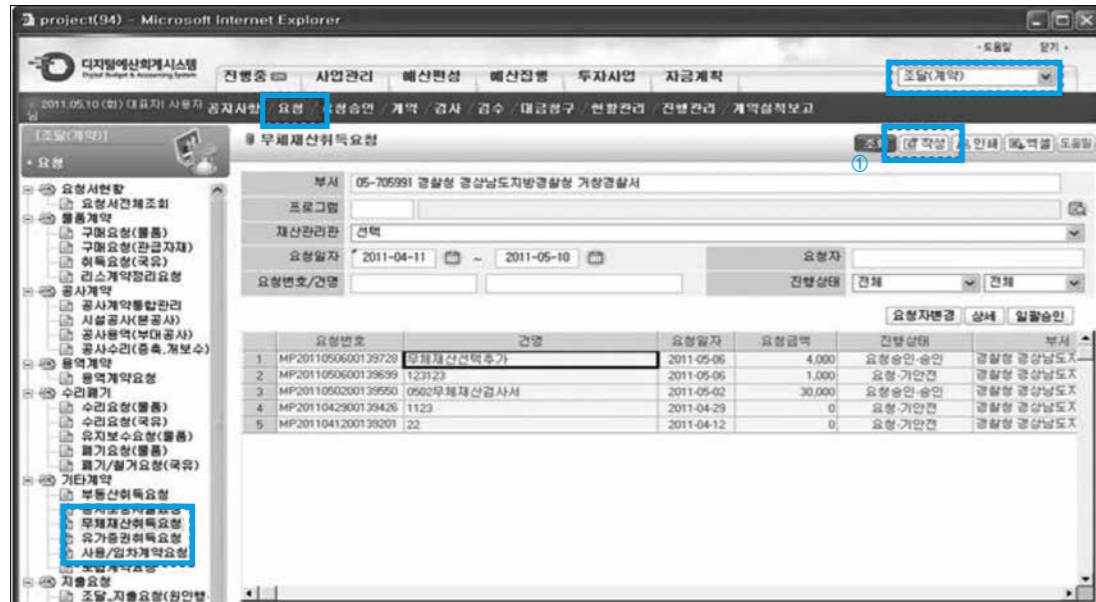 project(94) - Microsoft Internet Explorer
디지털예산회계시스템
Digital Budget & Accounting System
- 도움말 닫기 -
진행중 사업관리 예산편성 예산집행 투자사업 자금계획
조달(계약)
2011.05.10 (화) 대표자1 사용자님
공지사항 / 요청 / 요청승인 / 계약 / 검사 / 검수 / 대금청구 / 현황관리 / 진행관리 / 계약실적보고
[조달(계약)]
• 요청
무체재산취득요청
조회 작성 인쇄 엑셀 도움말
①
요청서현황
요청서전체조회
물품계약
구매요청(물품)
구매요청(관급자재)
취득요청(국유)
리스계약정리요청
공사계약
공사계약통합관리
시설공사(본공사)
공사용역(부대공사)
공사수리(증축,개보수)
용역계약
용역계약요청
수리폐기
수리요청(물품)
수리요청(국유)
유지보수요청(물품)
폐기요청(물품)
폐기/철거요청(국유)
기타계약
부동산취득요청
무체재산취득요청
유가증권취득요청
사용/임차계약요청
지출요청
조달_지출요청(원인행
부서 05-705991 경찰청 경상남도지방경찰청 거창경찰서
프로그램
재산관리관 선택
요청일자 2011-04-11 ~ 2011-05-10 요청자
요청번호/건명 진행상태 전체 전체
요청자변경 상세 일괄승인
요청번호 건명 요청일자 요청금액 진행상태 부서
1 MP2011050600139728 무체재산선택추가 2011-05-06 4,000 요청승인-승인 경찰청 경상남도지
2 MP2011050600139699 123123 2011-05-06 1,000 요청-기안전 경찰청 경상남도지
3 MP2011050200139550 0502무체재산검사서 2011-05-02 30,000 요청승인-승인 경찰청 경상남도지
4 MP2011042900139426 1123 2011-04-29 0 요청-기안전 경찰청 경상남도지
5 MP2011041200139201 22 2011-04-12 0 요청-기안전 경찰청 경상남도지